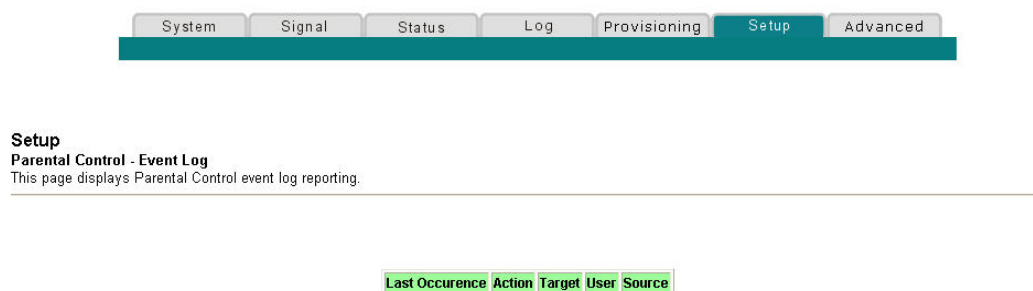 System Signal Status Log Provisioning Setup Advanced
Setup
Parental Control - Event Log
This page displays Parental Control event log reporting.
Last Occurence Action Target User Source